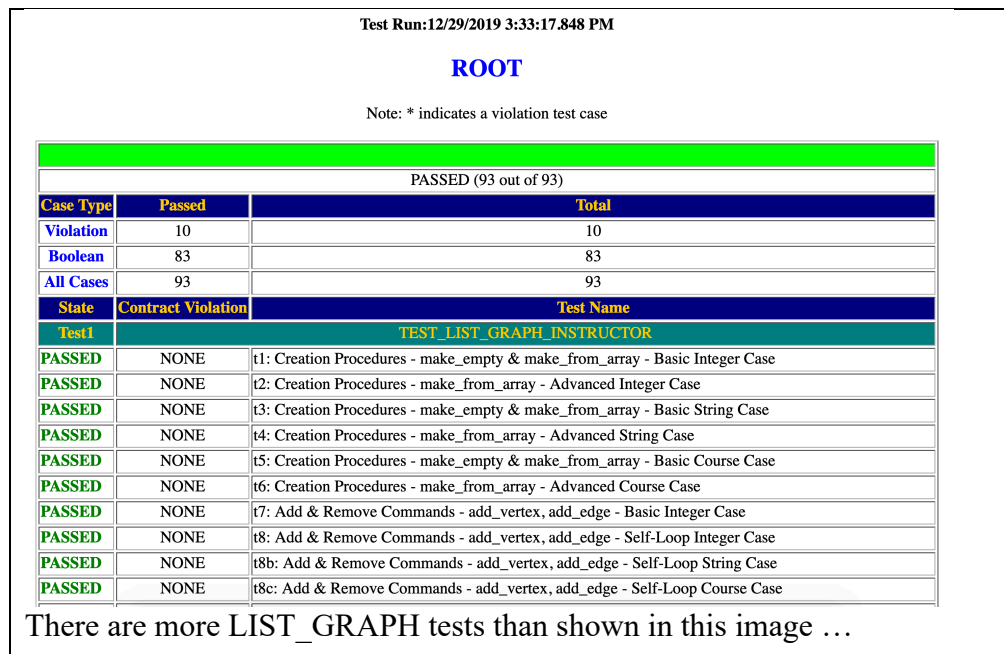 Test Run:12/29/2019 3:33:17.848 PM
ROOT
Note: * indicates a violation test case
PASSED (93 out of 93)
Case Type Passed Total
Violation 10 10
Boolean 83 83
All Cases 93 93
State Contract Violation Test Name
Test1 TEST_LIST_GRAPH_INSTRUCTOR
PASSED NONE t1: Creation Procedures - make_empty & make_from_array - Basic Integer Case
PASSED NONE t2: Creation Procedures - make_from_array - Advanced Integer Case
PASSED NONE t3: Creation Procedures - make_empty & make_from_array - Basic String Case
PASSED NONE t4: Creation Procedures - make_from_array - Advanced String Case
PASSED NONE t5: Creation Procedures - make_empty & make_from_array - Basic Course Case
PASSED NONE t6: Creation Procedures - make_from_array - Advanced Course Case
PASSED NONE t7: Add & Remove Commands - add_vertex, add_edge - Basic Integer Case
PASSED NONE t8: Add & Remove Commands - add_vertex, add_edge - Self-Loop Integer Case
PASSED NONE t8b: Add & Remove Commands - add_vertex, add_edge - Self-Loop String Case
PASSED NONE t8c: Add & Remove Commands - add_vertex, add_edge - Self-Loop Course Case
There are more LIST_GRAPH tests than shown in this image …